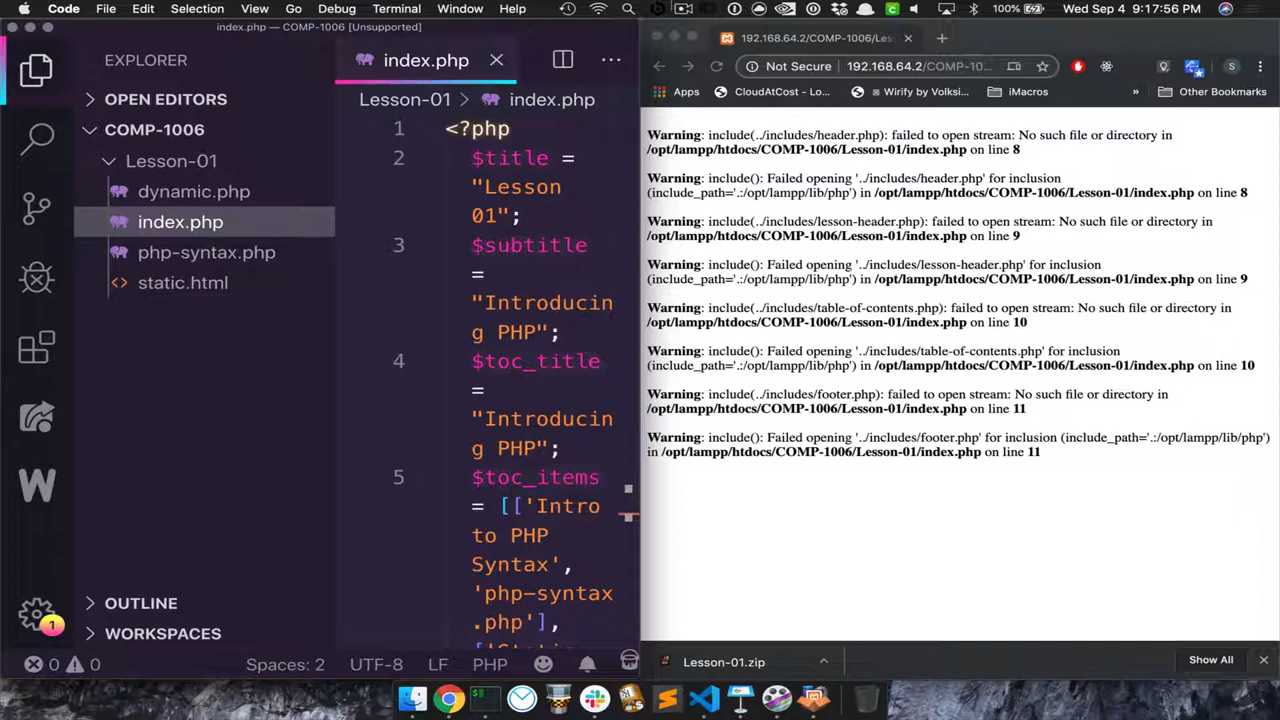 Code File Edit Selection View Go Debug Terminal Window Help 100% Wed Sep 4 9:17:56 PM
index.php — COMP-1006 [Unsupported]
EXPLORER
OPEN EDITORS
COMP-1006
Lesson-01
dynamic.php
index.php
php-syntax.php
static.html
OUTLINE
WORKSPACES
1
W
index.php
Lesson-01 > index.php
1 <?php
2 $title =
"Lesson
01";
3 $subtitle
=
"Introducin
g PHP";
4 $toc_title
=
"Introducin
g PHP";
5 $toc_items
= [['Intro
to PHP
Syntax',
'php-syntax
.php'],
0 0 Spaces: 2 UTF-8 LF PHP
192.168.64.2/COMP-1006/Les
Not Secure 192.168.64.2/COMP-10... S
Apps CloudAtCost - Lo... Wirify by Volksi... iMacros » Other Bookmarks
Warning: include(../includes/header.php): failed to open stream: No such file or directory in
/opt/lampp/htdocs/COMP-1006/Lesson-01/index.php on line 8
Warning: include(): Failed opening '../includes/header.php' for inclusion
(include_path='.:/opt/lampp/lib/php') in /opt/lampp/htdocs/COMP-1006/Lesson-01/index.php on line 8
Warning: include(../includes/lesson-header.php): failed to open stream: No such file or directory in
/opt/lampp/htdocs/COMP-1006/Lesson-01/index.php on line 9
Warning: include(): Failed opening '../includes/lesson-header.php' for inclusion
(include_path='.:/opt/lampp/lib/php') in /opt/lampp/htdocs/COMP-1006/Lesson-01/index.php on line 9
Warning: include(../includes/table-of-contents.php): failed to open stream: No such file or directory in
/opt/lampp/htdocs/COMP-1006/Lesson-01/index.php on line 10
Warning: include(): Failed opening '../includes/table-of-contents.php' for inclusion
(include_path='.:/opt/lampp/lib/php') in /opt/lampp/htdocs/COMP-1006/Lesson-01/index.php on line 10
Warning: include(../includes/footer.php): failed to open stream: No such file or directory in
/opt/lampp/htdocs/COMP-1006/Lesson-01/index.php on line 11
Warning: include(): Failed opening '../includes/footer.php' for inclusion (include_path='.:/opt/lampp/lib/php')
in /opt/lampp/htdocs/COMP-1006/Lesson-01/index.php on line 11
Lesson-01.zip
Show All